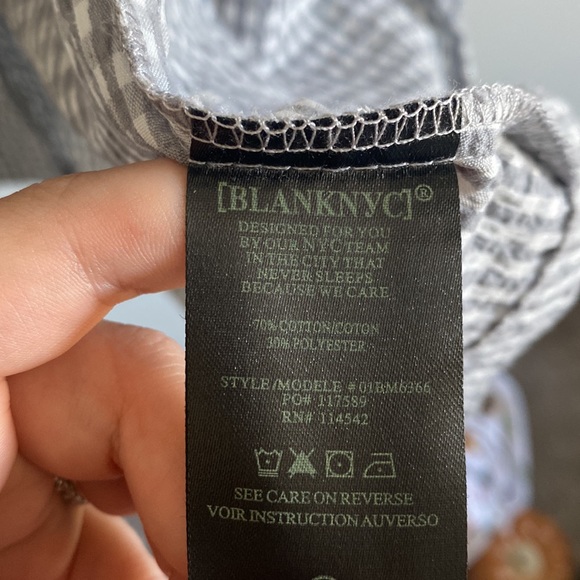 [BLANKNYC]®
DESIGNED FOR YOU
BY OUR NYC TEAM
IN THE CITY THAT
NEVER SLEEPS
BECAUSE WE CARE
70% COTTON/COTON
30% POLYESTER
STYLE/MODELE # 01BM6366
PO# 117589
RN# 114542
SEE CARE ON REVERSE
VOIR INSTRUCTION AUVERSO